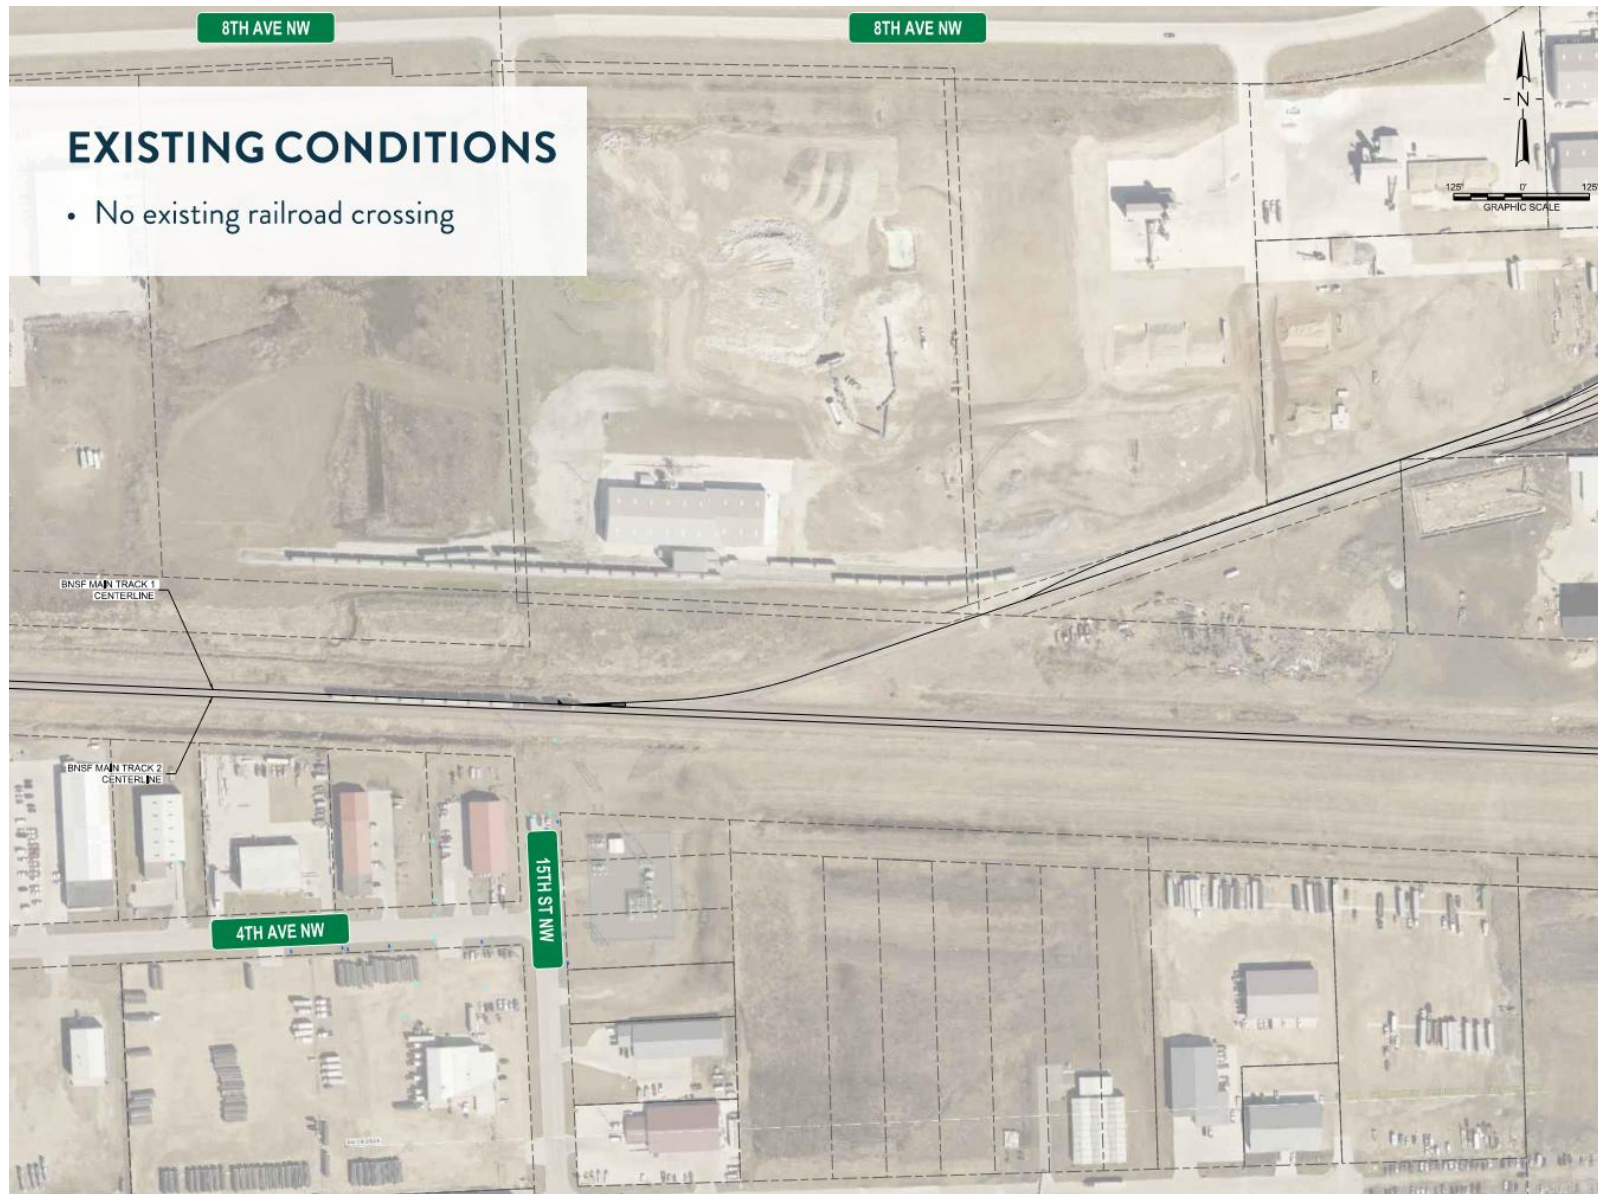 8TH AVE NW
8TH AVE NW
N
EXISTING CONDITIONS
• No existing railroad crossing
125' 0' 125'
GRAPHIC SCALE
BNSF MAIN TRACK 1
CENTERLINE
BNSF MAIN TRACK 2
CENTERLINE
15TH ST NW
4TH AVE NW